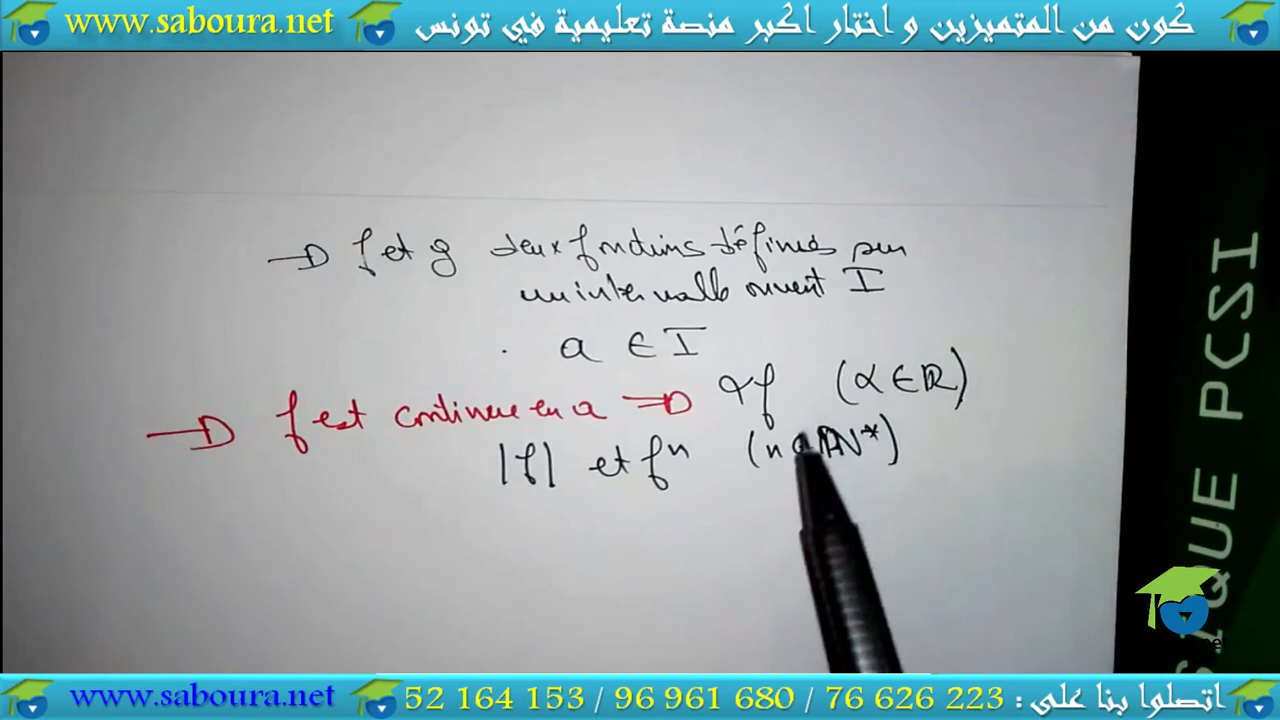 www.saboura.net كون من المتميزين و اختار اكبر منصة تعليمية في تونس
→ f et g deux fonctions définies sur
un intervalle ouvert I
a ∈ I
→ f est continue en a ⇒ αf (α ∈ ℝ)
|f| et fⁿ (n ∈ ℕ*)
SIQUE PCSI
www.saboura.net 52 164 153 / 96 961 680 / 76 626 223 : اتصلوا بنا على